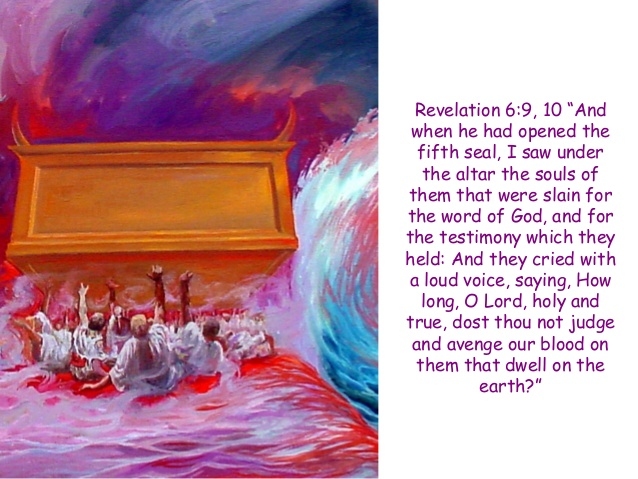 Revelation 6:9, 10 “And
when he had opened the
fifth seal, I saw under
the altar the souls of
them that were slain for
the word of God, and for
the testimony which they
held: And they cried with
a loud voice, saying, How
long, O Lord, holy and
true, dost thou not judge
and avenge our blood on
them that dwell on the
earth?”